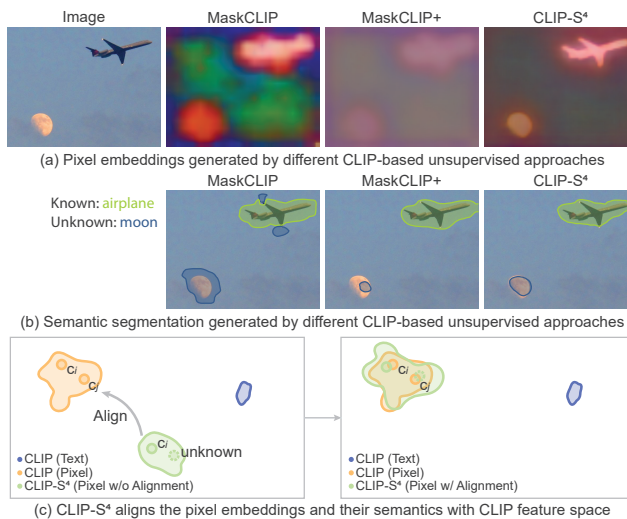 Image MaskCLIP MaskCLIP+ CLIP-S⁴
(a) Pixel embeddings generated by different CLIP-based unsupervised approaches
MaskCLIP MaskCLIP+ CLIP-S⁴
Known: airplane
Unknown: moon
(b) Semantic segmentation generated by different CLIP-based unsupervised approaches
Ci
Cj
Align
Ci
unknown
CLIP (Text)
CLIP (Pixel)
CLIP-S⁴ (Pixel w/o Alignment)
Ci
Cj
CLIP (Text)
CLIP (Pixel)
CLIP-S⁴ (Pixel w/ Alignment)
(c) CLIP-S⁴ aligns the pixel embeddings and their semantics with CLIP feature space